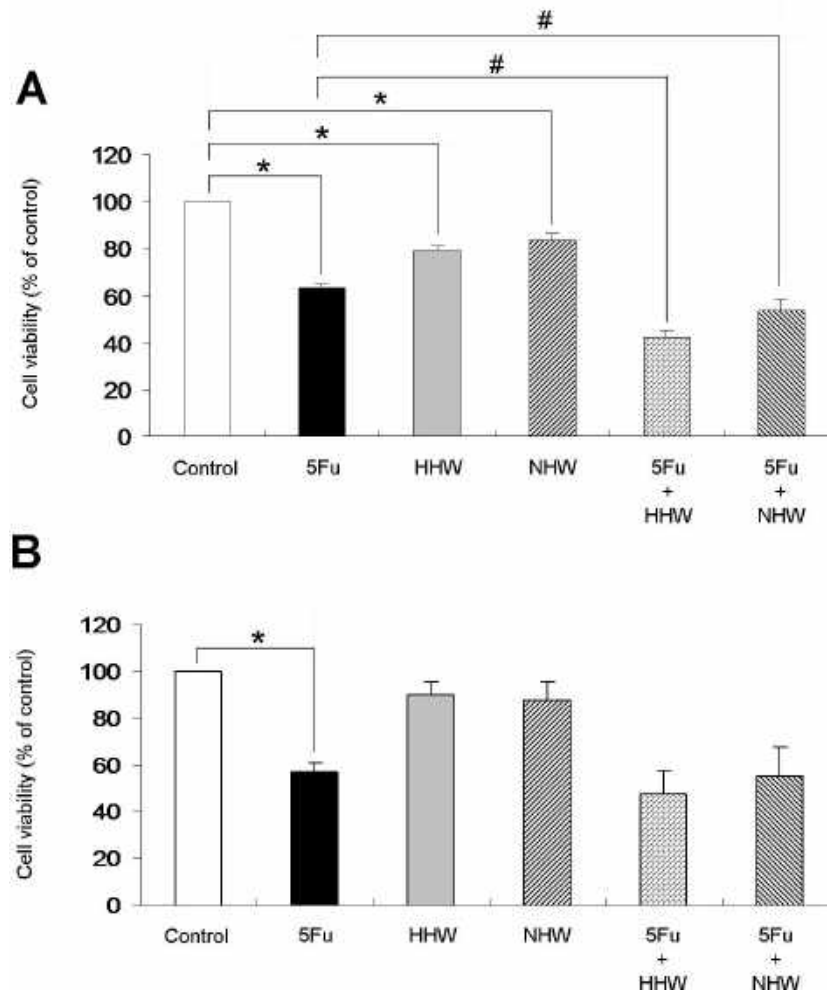 #
#
A
*
*
*
120
100
80
60
40
20
0
Cell viability (% of control)
Control 5Fu HHW NHW 5Fu 5Fu
+ +
HHW NHW
B
*
120
100
80
60
40
20
0
Cell viability (% of control)
Control 5Fu HHW NHW 5Fu 5Fu
+ +
HHW NHW